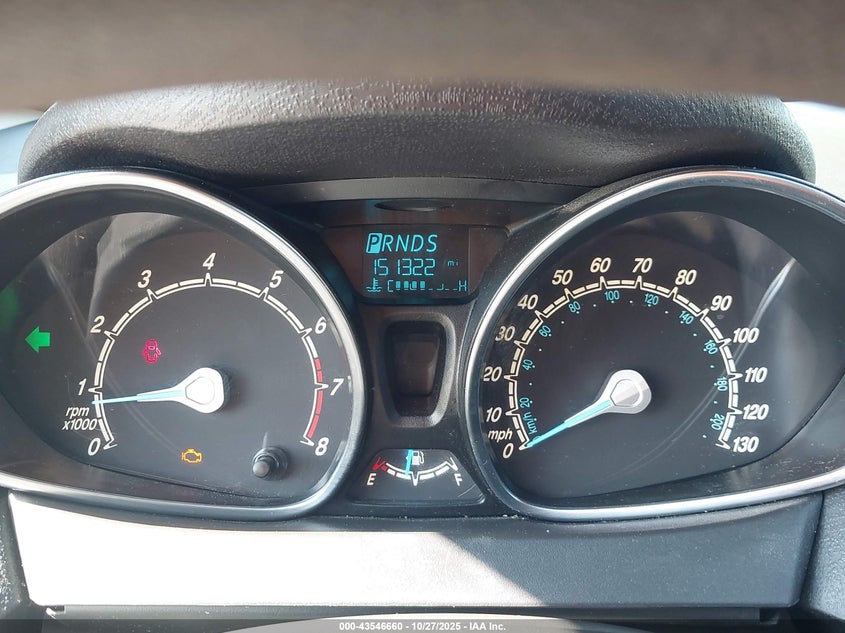 PRNDS
151322 mi
C H
0 1 2 3 4 5 6 7 8
rpm
x1000
0 10 20 30 40 50 60 70 80 90 100 110 120 130
mph
20 40 60 80 100 120 140 160 180 200
km/h
E F
000-43546660 | 10/27/2025 - IAA Inc.